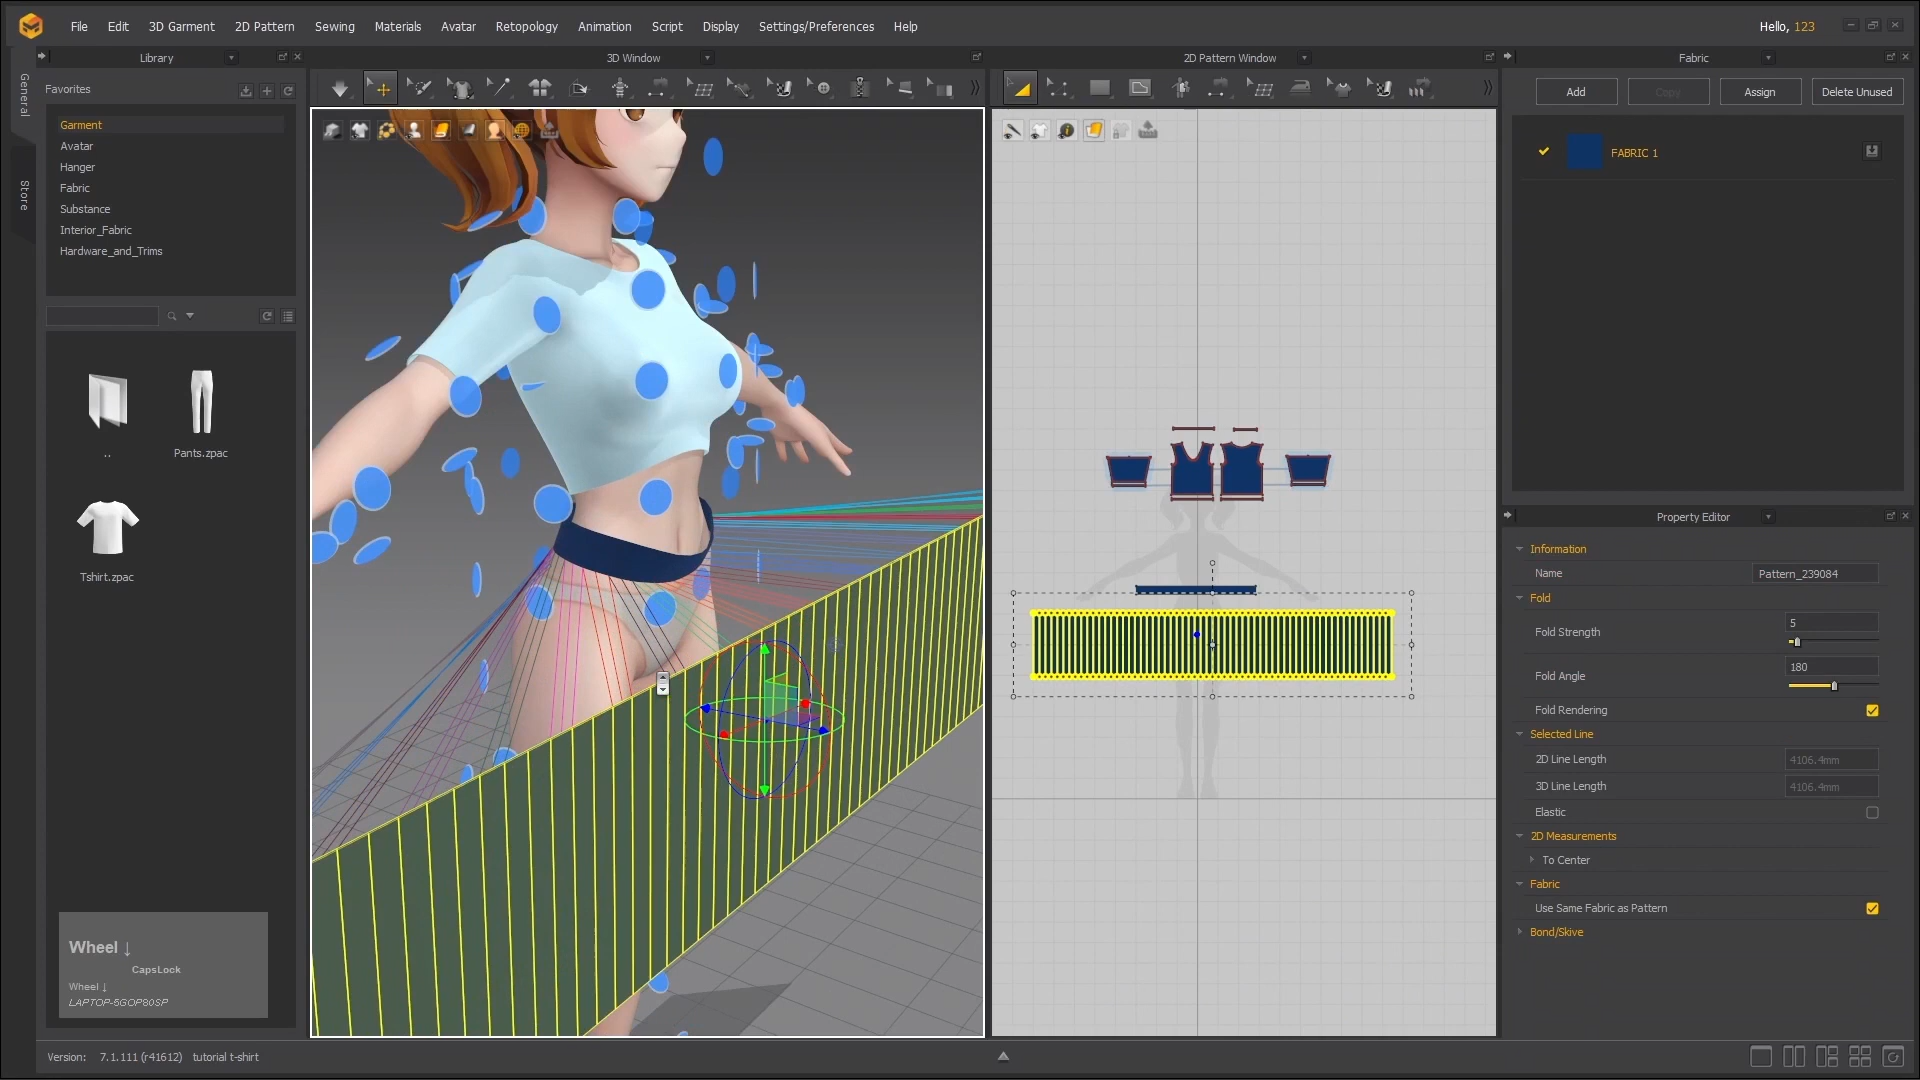 File Edit 3D Garment 2D Pattern Sewing Materials Avatar Retopology Animation Script Display Settings/Preferences Help
Hello, 123
Library
3D Window
2D Pattern Window
Fabric
General
Store
Favorites
Garment
Avatar
Hanger
Fabric
Substance
Interior_Fabric
Hardware_and_Trims
..
Pants.zpac
Tshirt.zpac
Wheel ↓
CapsLock
Wheel ↓
LAPTOP-5GOP80SP
Add Copy Assign Delete Unused
FABRIC 1
Property Editor
Information
Name Pattern_239084
Fold
Fold Strength 5
Fold Angle 180
Fold Rendering
Selected Line
2D Line Length 4106.4mm
3D Line Length 4106.4mm
Elastic
2D Measurements
To Center
Fabric
Use Same Fabric as Pattern
Bond/Skive
Version: 7.1.111 (r41612) tutorial t-shirt